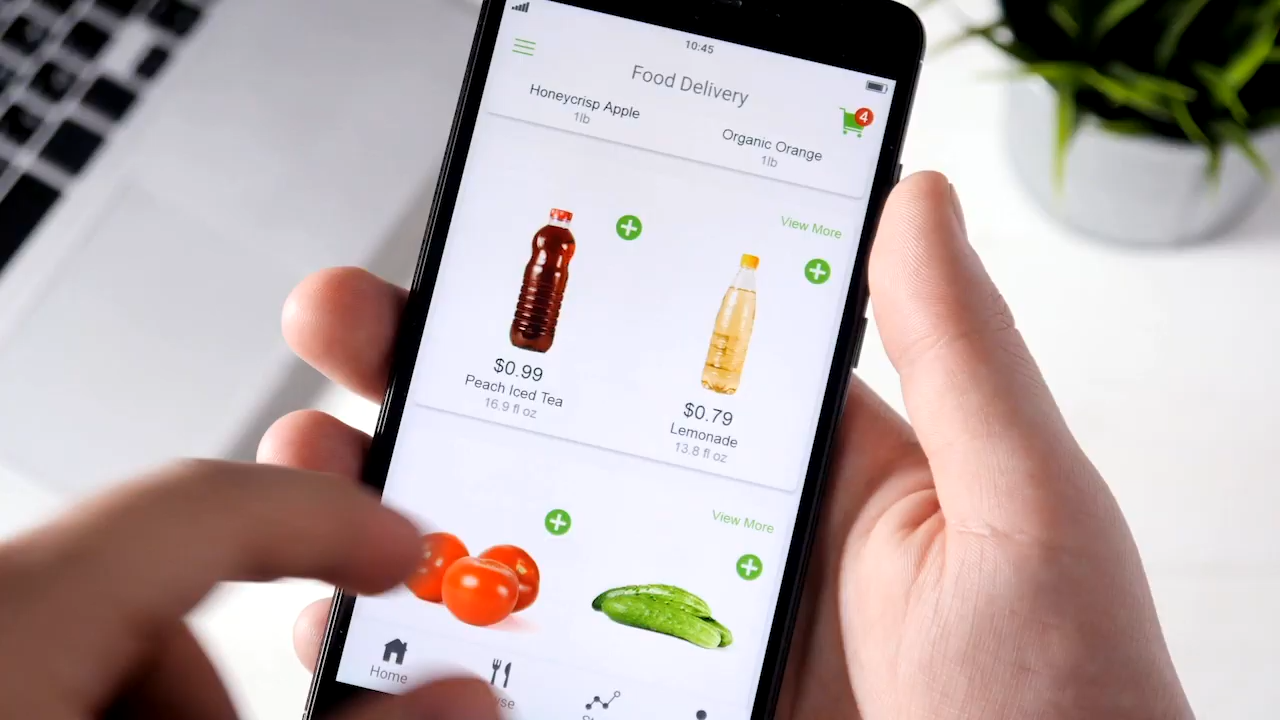 10:45
Food Delivery
4
Honeycrisp Apple
1lb
Organic Orange
1lb
View More
$0.99
Peach Iced Tea
16.9 fl oz
$0.79
Lemonade
13.8 fl oz
View More
Home